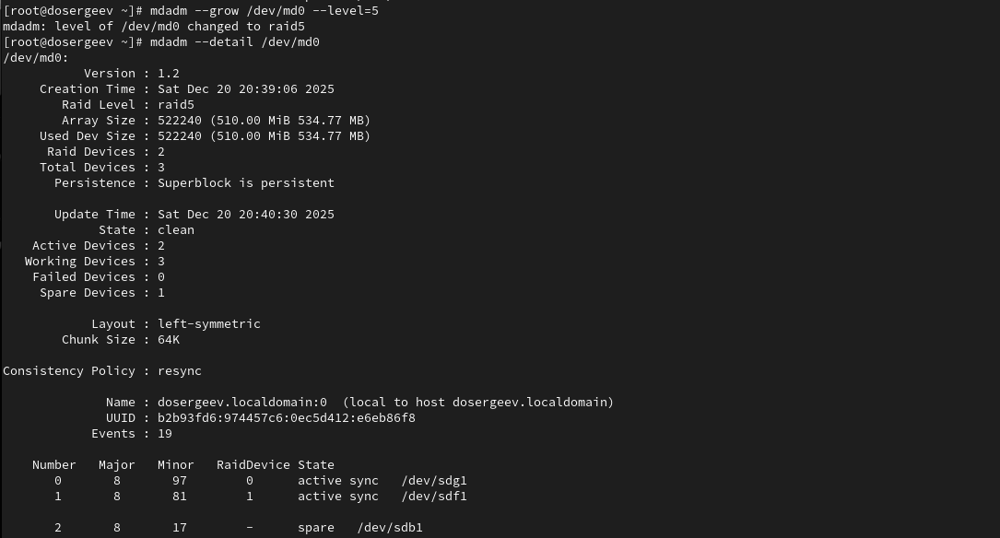 [root@dosergeev ~]# mdadm --grow /dev/md0 --level=5
mdadm: level of /dev/md0 changed to raid5
[root@dosergeev ~]# mdadm --detail /dev/md0
/dev/md0:
           Version : 1.2
     Creation Time : Sat Dec 20 20:39:06 2025
        Raid Level : raid5
        Array Size : 522240 (510.00 MiB 534.77 MB)
     Used Dev Size : 522240 (510.00 MiB 534.77 MB)
      Raid Devices : 2
     Total Devices : 3
       Persistence : Superblock is persistent

       Update Time : Sat Dec 20 20:40:30 2025
             State : clean
    Active Devices : 2
   Working Devices : 3
    Failed Devices : 0
     Spare Devices : 1

            Layout : left-symmetric
        Chunk Size : 64K

Consistency Policy : resync

              Name : dosergeev.localdomain:0  (local to host dosergeev.localdomain)
              UUID : b2b93fd6:974457c6:0ec5d412:e6eb86f8
            Events : 19

    Number   Major   Minor   RaidDevice State
       0       8       97        0      active sync   /dev/sdg1
       1       8       81        1      active sync   /dev/sdf1

       2       8       17        -      spare   /dev/sdb1